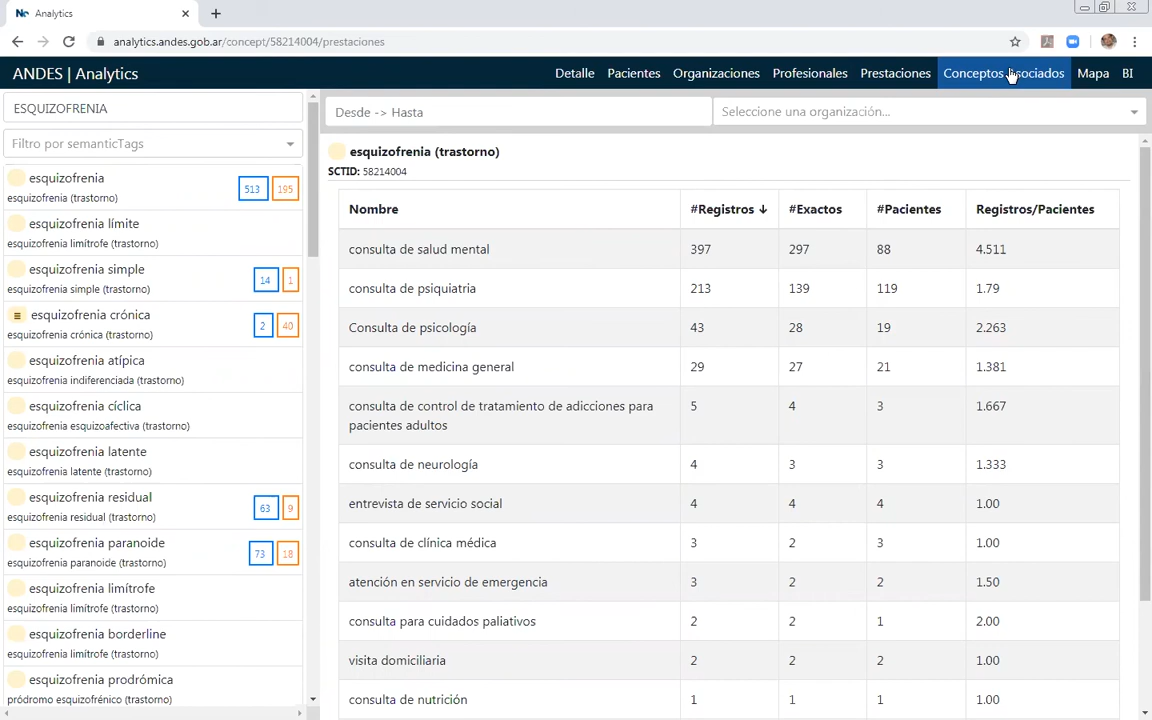 Analytics
analytics.andes.gob.ar/concept/58214004/prestaciones
ANDES | Analytics
Detalle Pacientes Organizaciones Profesionales Prestaciones Conceptos Asociados Mapa BI
ESQUIZOFRENIA
Desde -> Hasta
Seleccione una organización...
Filtro por semanticTags
esquizofrenia
esquizofrenia (trastorno)
513 195
esquizofrenia límite
esquizofrenia limítrofe (trastorno)
esquizofrenia simple
esquizofrenia simple (trastorno)
14 1
esquizofrenia crónica
esquizofrenia crónica (trastorno)
2 40
esquizofrenia atípica
esquizofrenia indiferenciada (trastorno)
esquizofrenia cíclica
esquizofrenia esquizoafectiva (trastorno)
esquizofrenia latente
esquizofrenia latente (trastorno)
esquizofrenia residual
esquizofrenia residual (trastorno)
63 9
esquizofrenia paranoide
esquizofrenia paranoide (trastorno)
73 18
esquizofrenia limítrofe
esquizofrenia limítrofe (trastorno)
esquizofrenia borderline
esquizofrenia limítrofe (trastorno)
esquizofrenia prodrómica
pródromo esquizofrénico (trastorno)
esquizofrenia (trastorno)
SCTID: 58214004
Nombre #Registros ↓ #Exactos #Pacientes Registros/Pacientes
consulta de salud mental 397 297 88 4.511
consulta de psiquiatria 213 139 119 1.79
Consulta de psicología 43 28 19 2.263
consulta de medicina general 29 27 21 1.381
consulta de control de tratamiento de adicciones para
pacientes adultos
5 4 3 1.667
consulta de neurología 4 3 3 1.333
entrevista de servicio social 4 4 4 1.00
consulta de clínica médica 3 2 3 1.00
atención en servicio de emergencia 3 2 2 1.50
consulta para cuidados paliativos 2 2 1 2.00
visita domiciliaria 2 2 2 1.00
consulta de nutrición 1 1 1 1.00